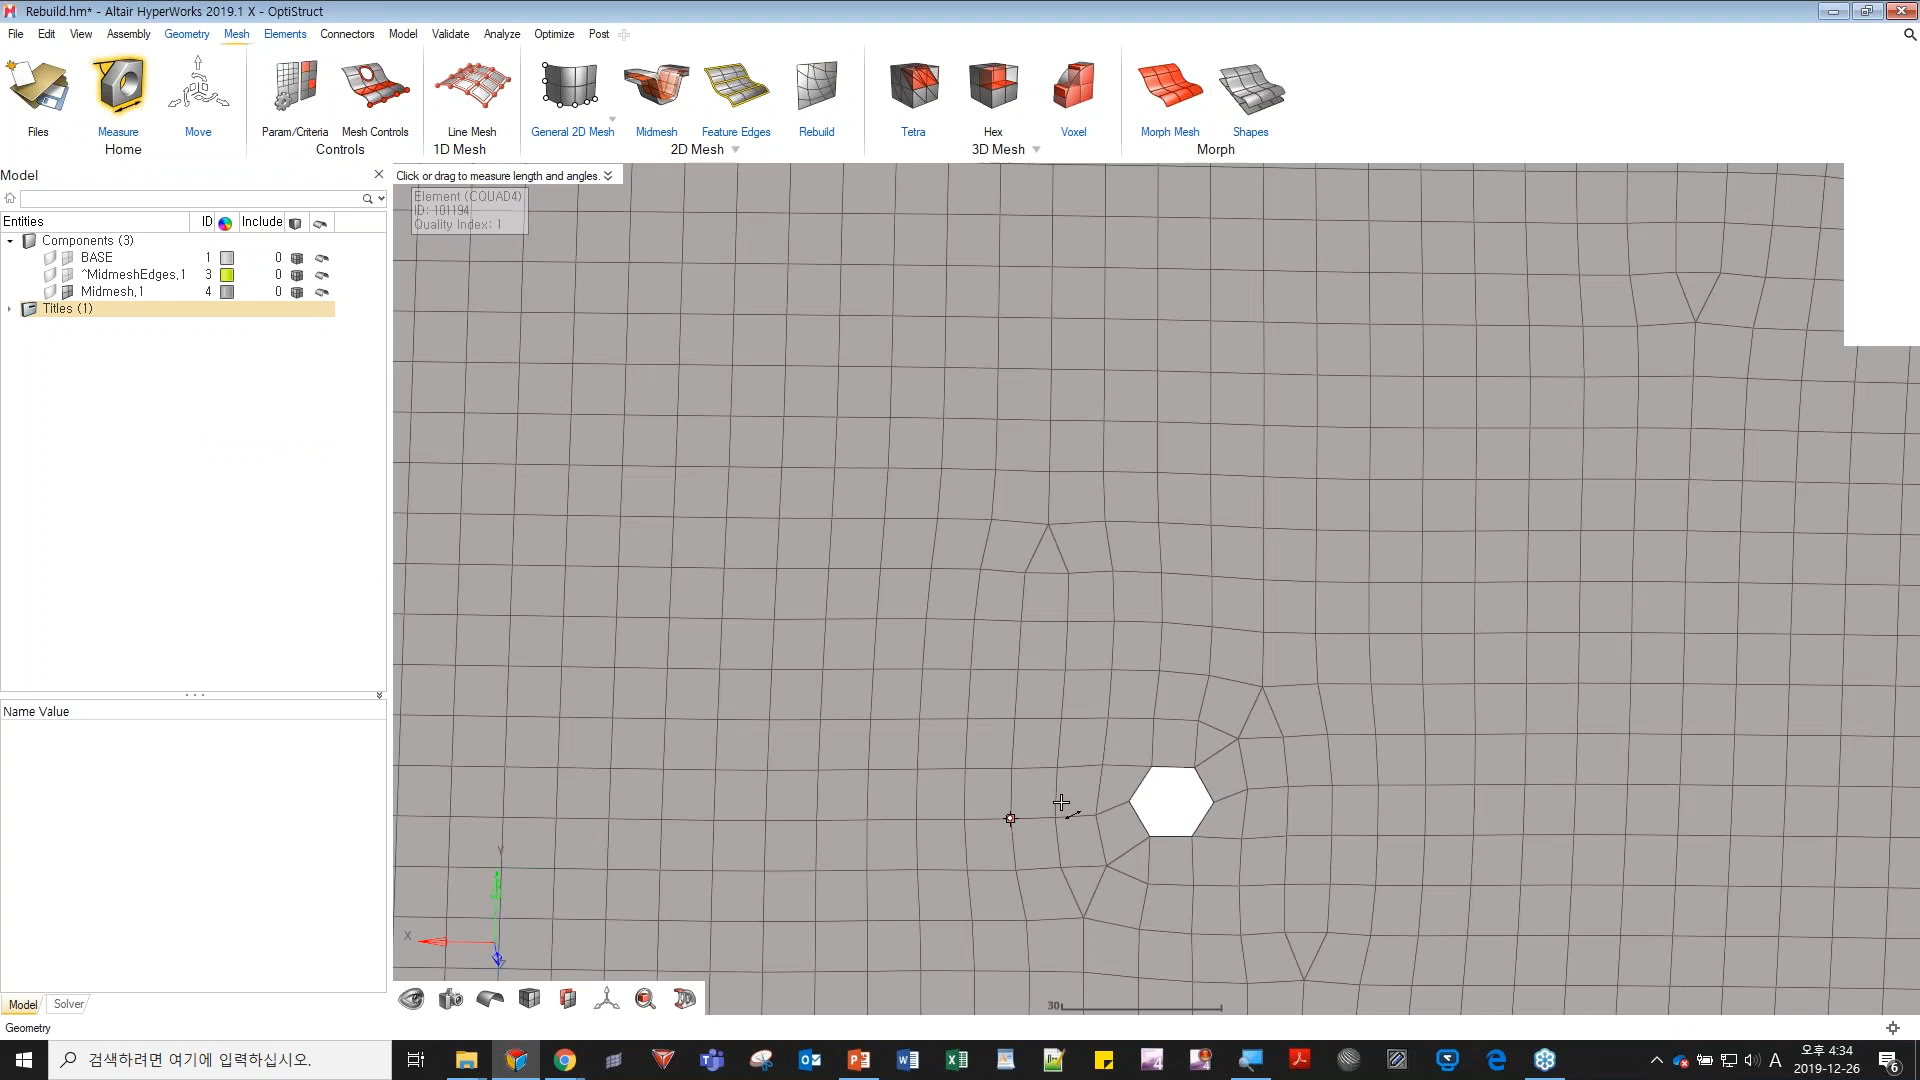 Rebuild.hm* - Altair HyperWorks 2019.1 X - OptiStruct
File Edit View Assembly Geometry Mesh Elements Connectors Model Validate Analyze Optimize Post
Files Measure Move Param/Criteria Mesh Controls Line Mesh General 2D Mesh Midmesh Feature Edges Rebuild Tetra Hex Voxel Morph Mesh Shapes
Home Controls 1D Mesh 2D Mesh 3D Mesh Morph
Model
Click or drag to measure length and angles.
Element (CQUAD4)
ID: 101194
Quality Index: 1
Entities ID Include
Components (3)
BASE 1 0
^MidmeshEdges,1 3 0
Midmesh,1 4 0
Titles (1)
Name Value
Y
X
30
Model Solver
Geometry
검색하려면 여기에 입력하십시오.
A
오후 4:34
2019-12-26
6